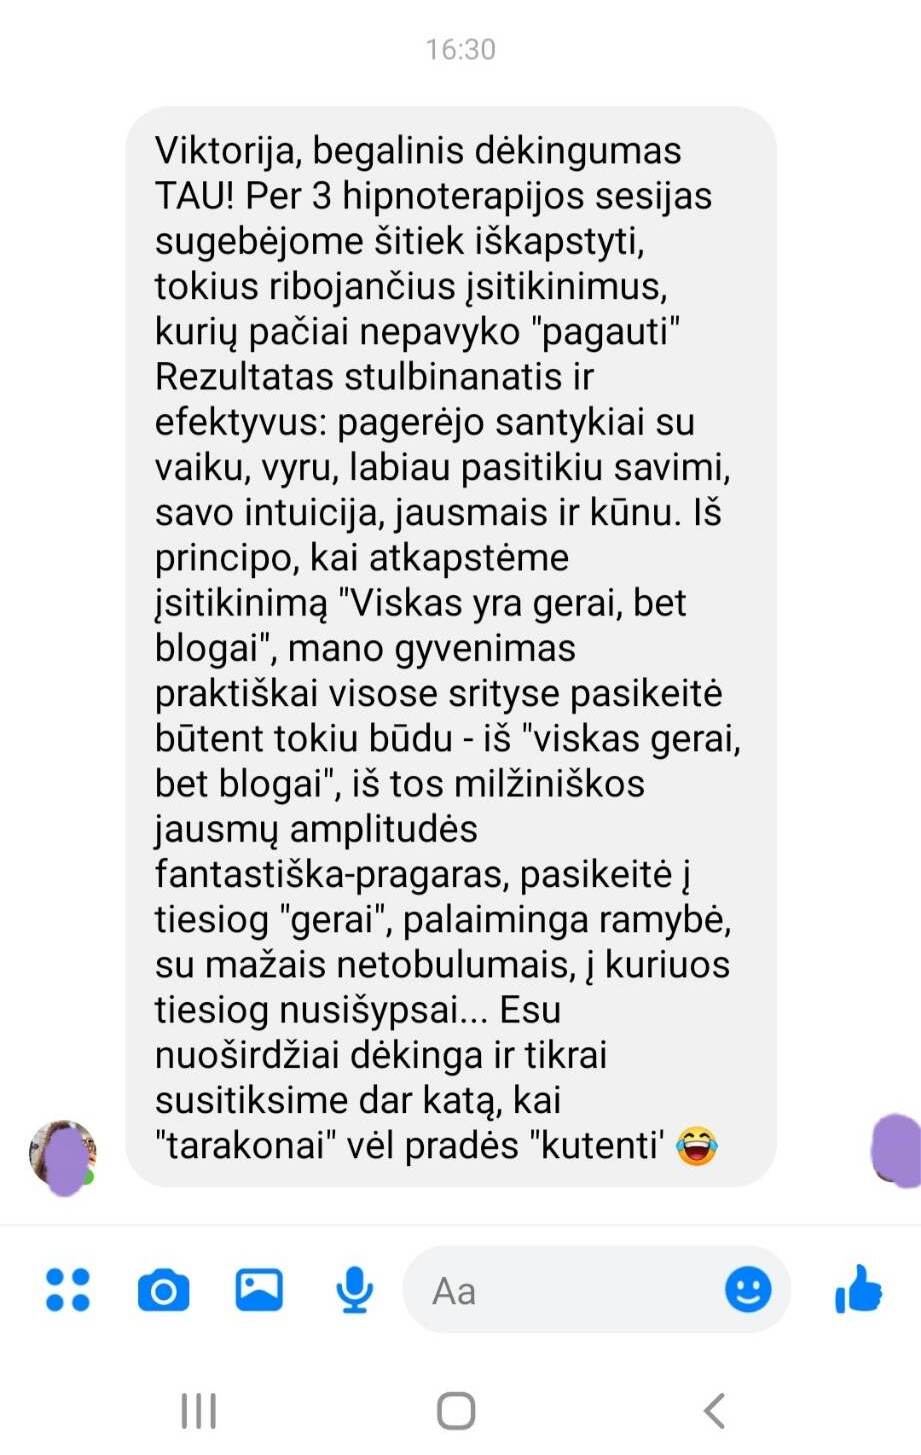 16:30
Viktorija, begalinis dėkingumas
TAU! Per 3 hipnoterapijos sesijas
sugebėjome šitiek iškapstyti,
tokius ribojančius įsitikinimus,
kurių pačiai nepavyko "pagauti"
Rezultatas stulbinanatis ir
efektyvus: pagerėjo santykiai su
vaiku, vyru, labiau pasitikiu savimi,
savo intuicija, jausmais ir kūnu. Iš
principo, kai atkapstėme
įsitikinimą "Viskas yra gerai, bet
blogai", mano gyvenimas
praktiškai visose srityse pasikeitė
būtent tokiu būdu - iš "viskas gerai,
bet blogai", iš tos milžiniškos
jausmų amplitudės
fantastiška-pragaras, pasikeitė į
tiesiog "gerai", palaiminga ramybė,
su mažais netobulumais, į kuriuos
tiesiog nusišypsai... Esu
nuoširdžiai dėkinga ir tikrai
susitiksime dar katą, kai
"tarakonai" vėl pradės "kutenti' 😂
Aa